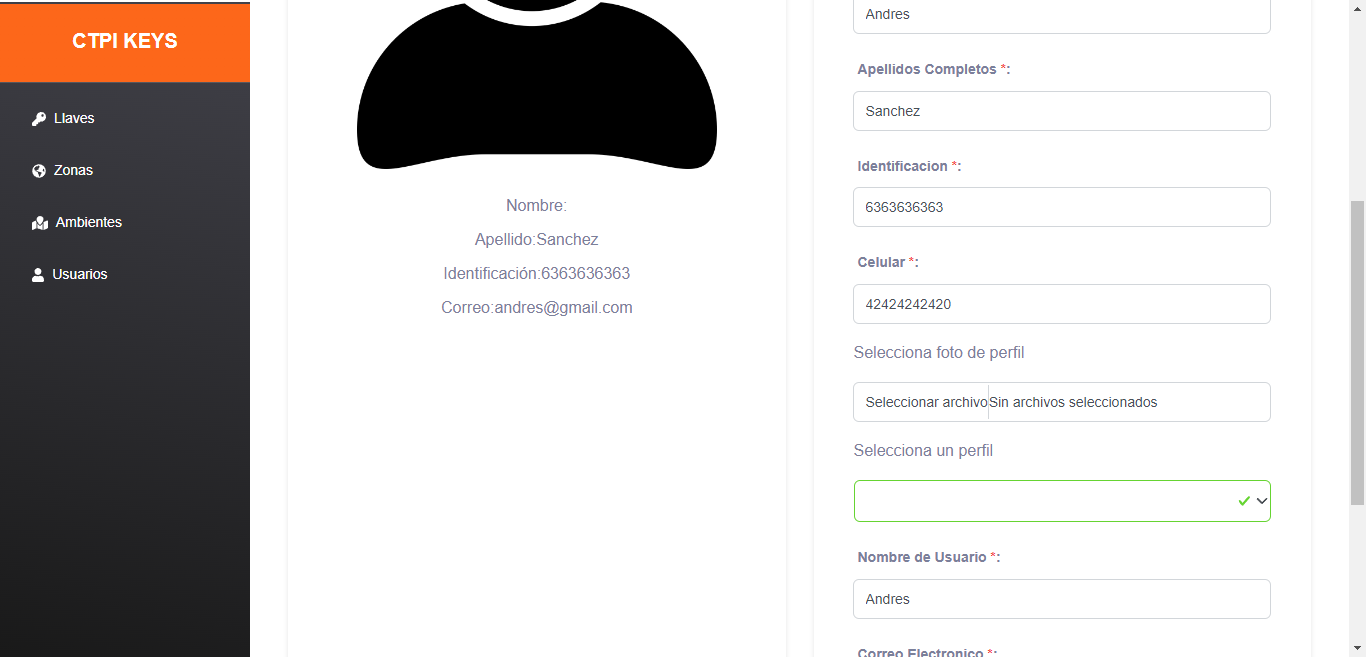 CTPI KEYS
Llaves
Zonas
Ambientes
Usuarios
Nombre:
Apellido:Sanchez
Identificación:6363636363
Correo:andres@gmail.com
Andres
Apellidos Completos *:
Sanchez
Identificacion *:
6363636363
Celular *:
42424242420
Selecciona foto de perfil
Seleccionar archivo Sin archivos seleccionados
Selecciona un perfil
Nombre de Usuario *:
Andres
Correo Electronico *: